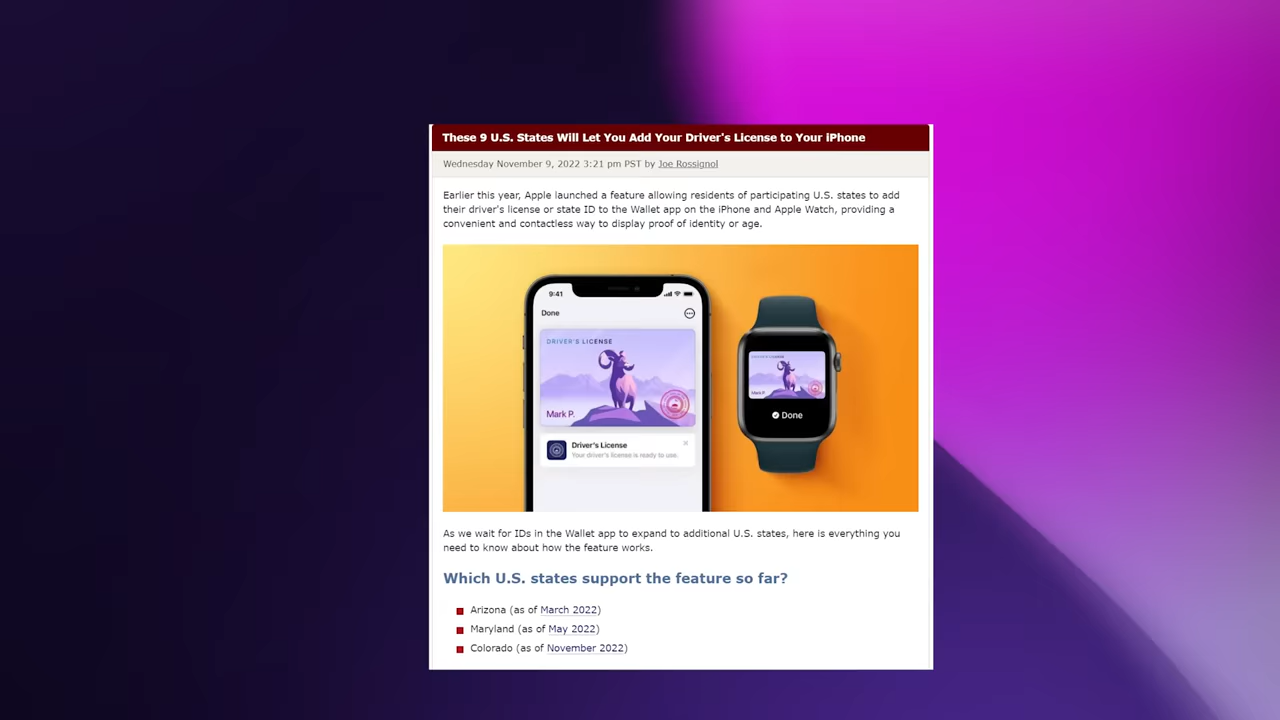 These 9 U.S. States Will Let You Add Your Driver's License to Your iPhone
Wednesday November 9, 2022 3:21 pm PST by Joe Rossignol
Earlier this year, Apple launched a feature allowing residents of participating U.S. states to add
their driver's license or state ID to the Wallet app on the iPhone and Apple Watch, providing a
convenient and contactless way to display proof of identity or age.
9:41
Done
DRIVER'S LICENSE
Mark P.
Driver's License
Your driver's license is ready to use.
DRIVER'S LICENSE
Mark P.
Done
As we wait for IDs in the Wallet app to expand to additional U.S. states, here is everything you
need to know about how the feature works.
Which U.S. states support the feature so far?
Arizona (as of March 2022)
Maryland (as of May 2022)
Colorado (as of November 2022)